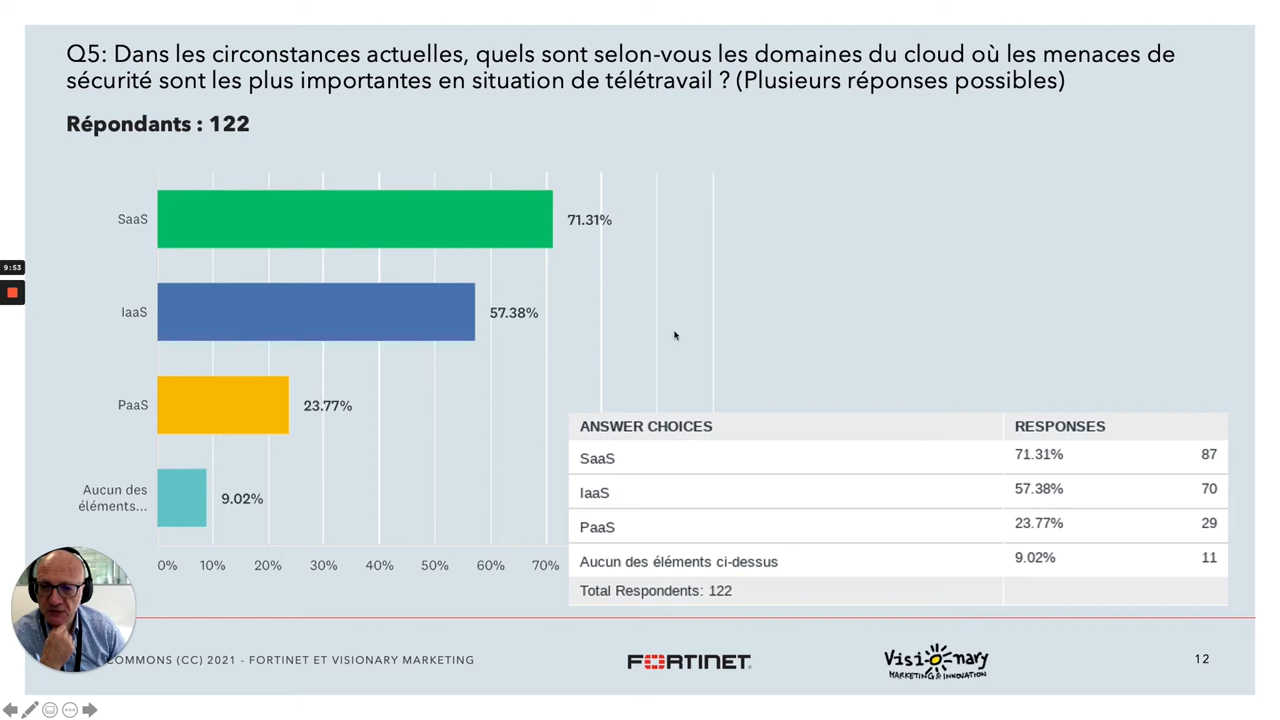 Q5: Dans les circonstances actuelles, quels sont selon-vous les domaines du cloud où les menaces de
sécurité sont les plus importantes en situation de télétravail ? (Plusieurs réponses possibles)
Répondants : 122
SaaS
71.31%
9:53
IaaS
57.38%
PaaS
23.77%
Aucun des
éléments...
9.02%
0% 10% 20% 30% 40% 50% 60% 70%
ANSWER CHOICES RESPONSES
SaaS 71.31% 87
IaaS 57.38% 70
PaaS 23.77% 29
Aucun des éléments ci-dessus 9.02% 11
Total Respondents: 122
COMMONS (CC) 2021 - FORTINET ET VISIONARY MARKETING
FORTINET
Visionary
MARKETING & INNOVATION
12